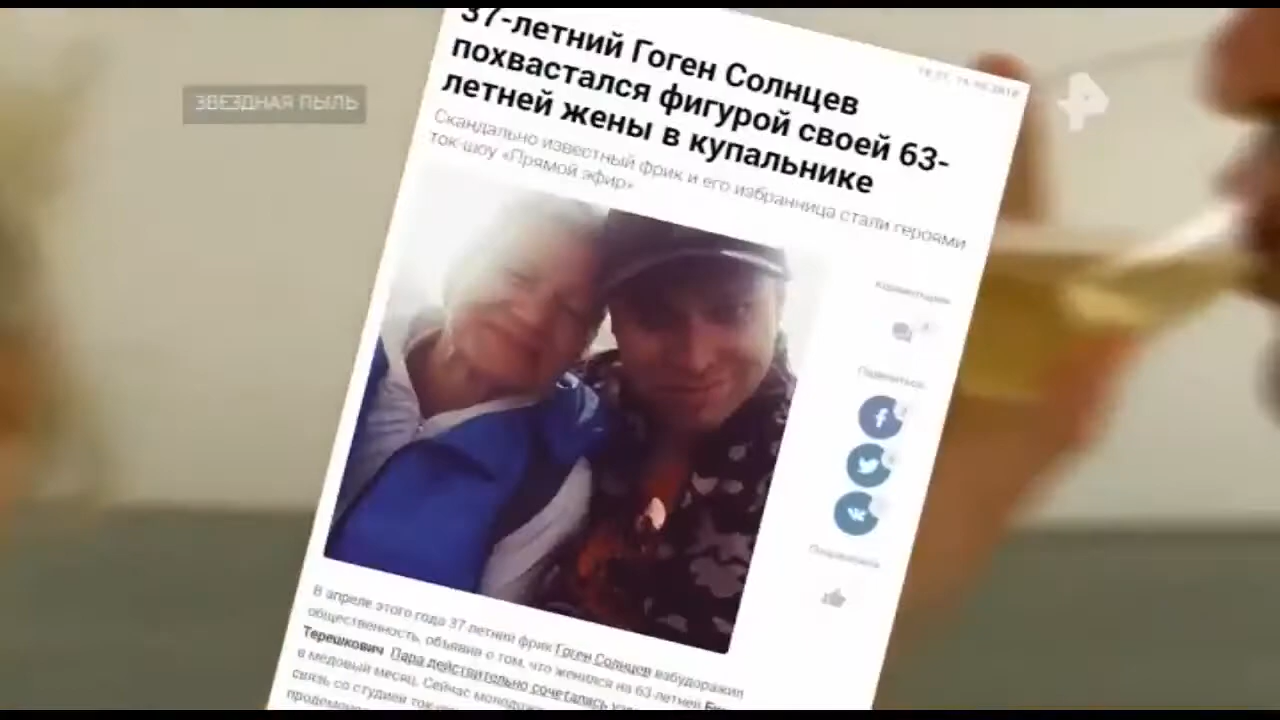 37-летний Гоген Солнцев
похвастался фигурой своей 63-
летней жены в купальнике
Скандально известный фрик и его избранница стали героями
ток-шоу «Прямой эфир»
ЗВЕЗДНАЯ ПЫЛЬ
Комментарии
Поделиться
В апреле этого года 37 летний фрик Гоген Солнцев взбудоражил
общественность, объявив о том, что женился на 63-летней
Терешкович. Пара действительно сочеталась
в медовый месяц. Сейчас
связь со студией